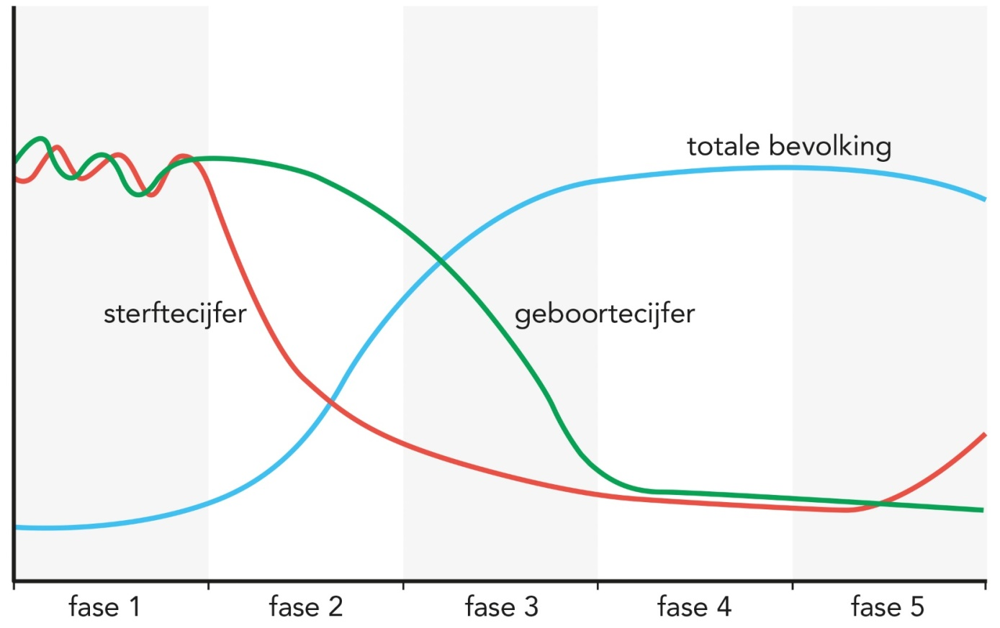 totale bevolking
sterftecijfer
geboortecijfer
fase 1
fase 2
fase 3
fase 4
fase 5